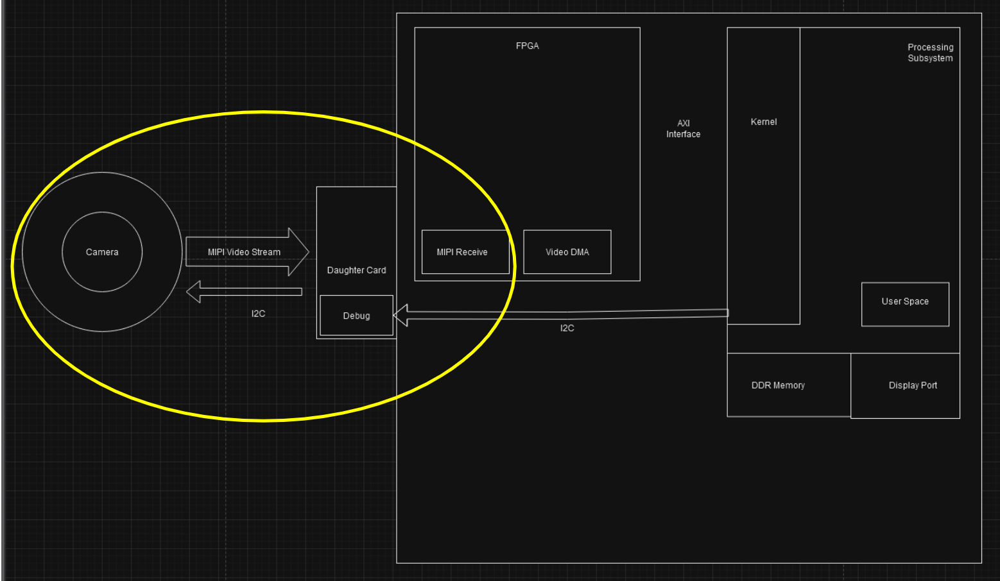 FPGA
Processing
Subsystem
AXI
Interface
Kernel
Camera
MIPI Video Stream
Daughter Card
MIPI Receive
Video DMA
I2C
Debug
I2C
User Space
DDR Memory
Display Port